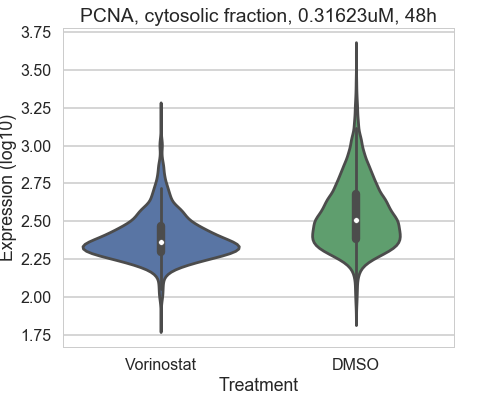 PCNA, cytosolic fraction, 0.31623uM, 48h
Expression (log10)
3.75
3.50
3.25
3.00
2.75
2.50
2.25
2.00
1.75
Vorinostat DMSO
Treatment